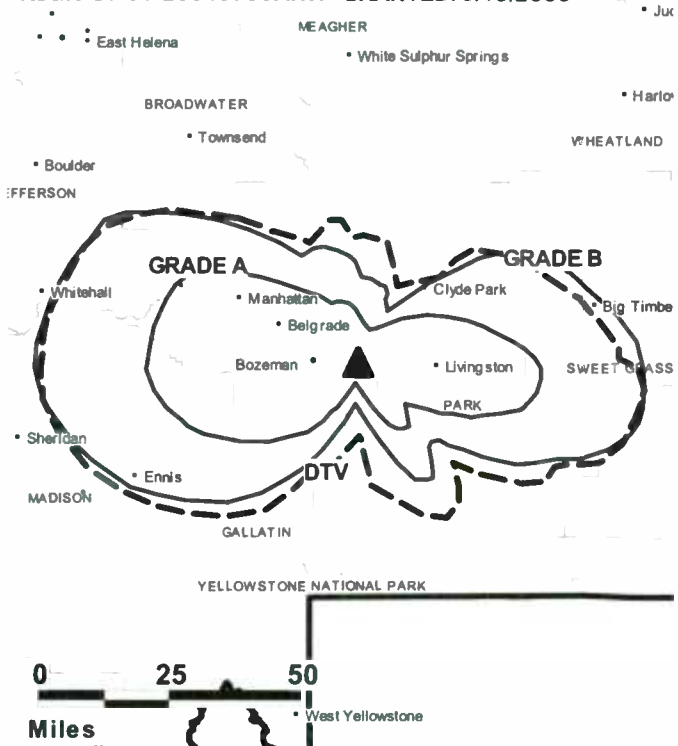 MEAGHER
East Helena
White Sulphur Springs
BROADWATER
Townsend
WHEATLAND
Boulder
GRADE A
GRADE B
Whitehall
Manhattan
Clyde Park
Big Timbe
Belgrade
Bozeman
Livingston
SWEET GRASS
PARK
Sheridan
Ennis
DTV
MADISON
GALLATIN
YELLOWSTONE NATIONAL PARK
0 25 50
Miles
West Yellowstone